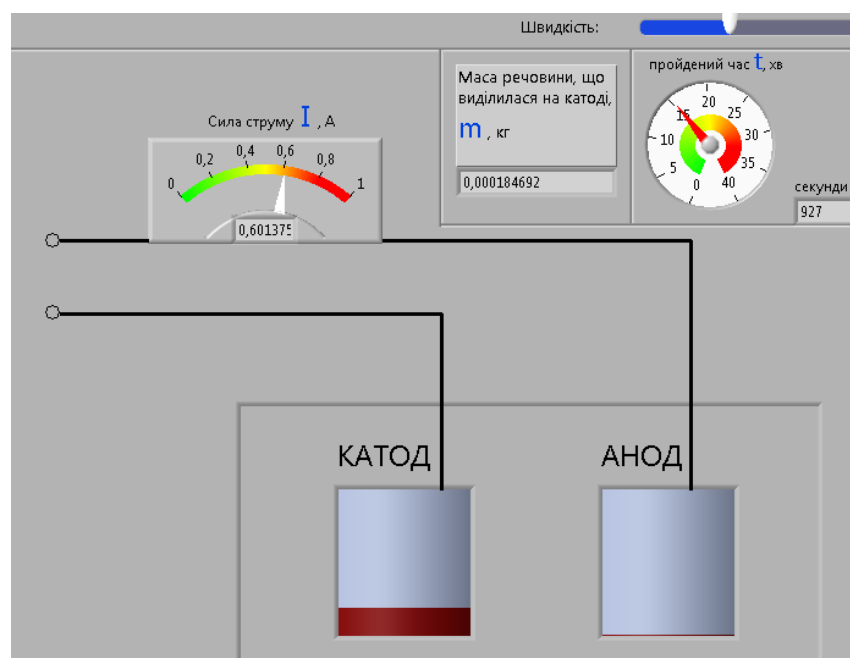 Швидкість:
Маса речовини, що
виділилася на катоді,
m , кг
0,000184692
пройдений час t, хв
0
5
10
15
20
25
30
35
40
секунди
927
Сила струму I , А
0
0,2
0,4
0,6
0,8
1
0,601375
КАТОД
АНОД